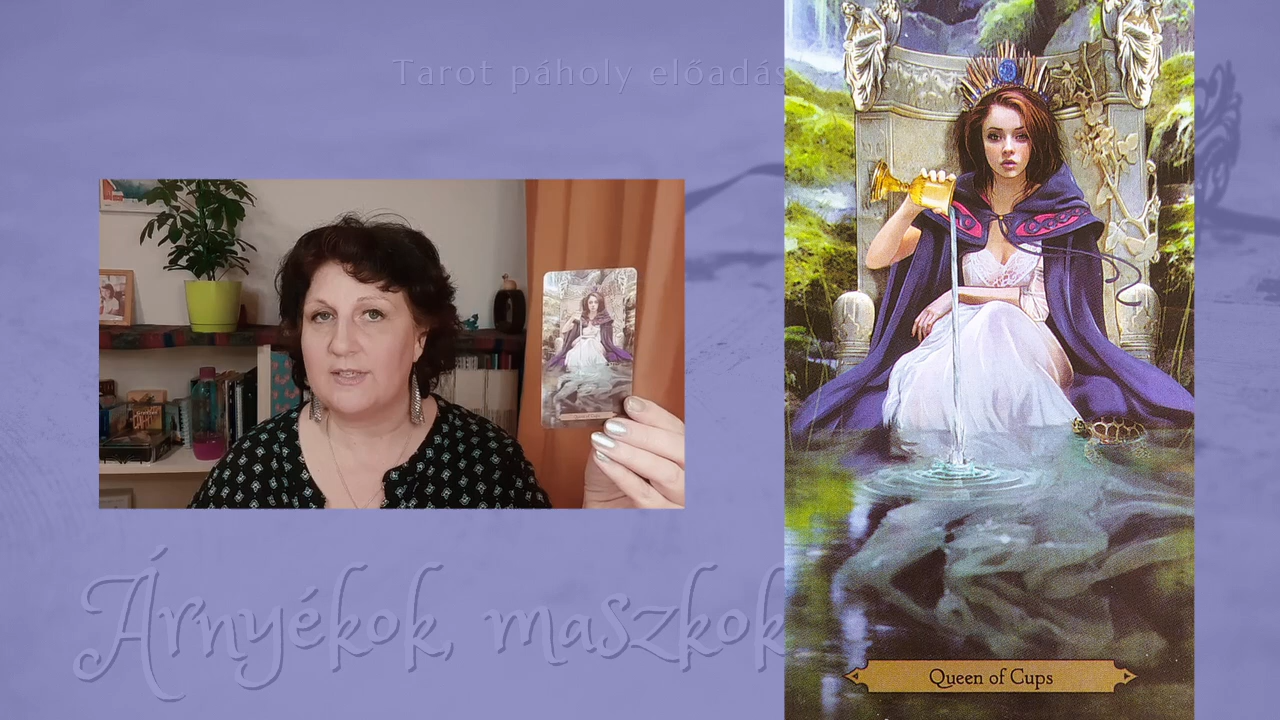 Tarot páholy előadás
Árnyékok, maszkok
Queen of Cups